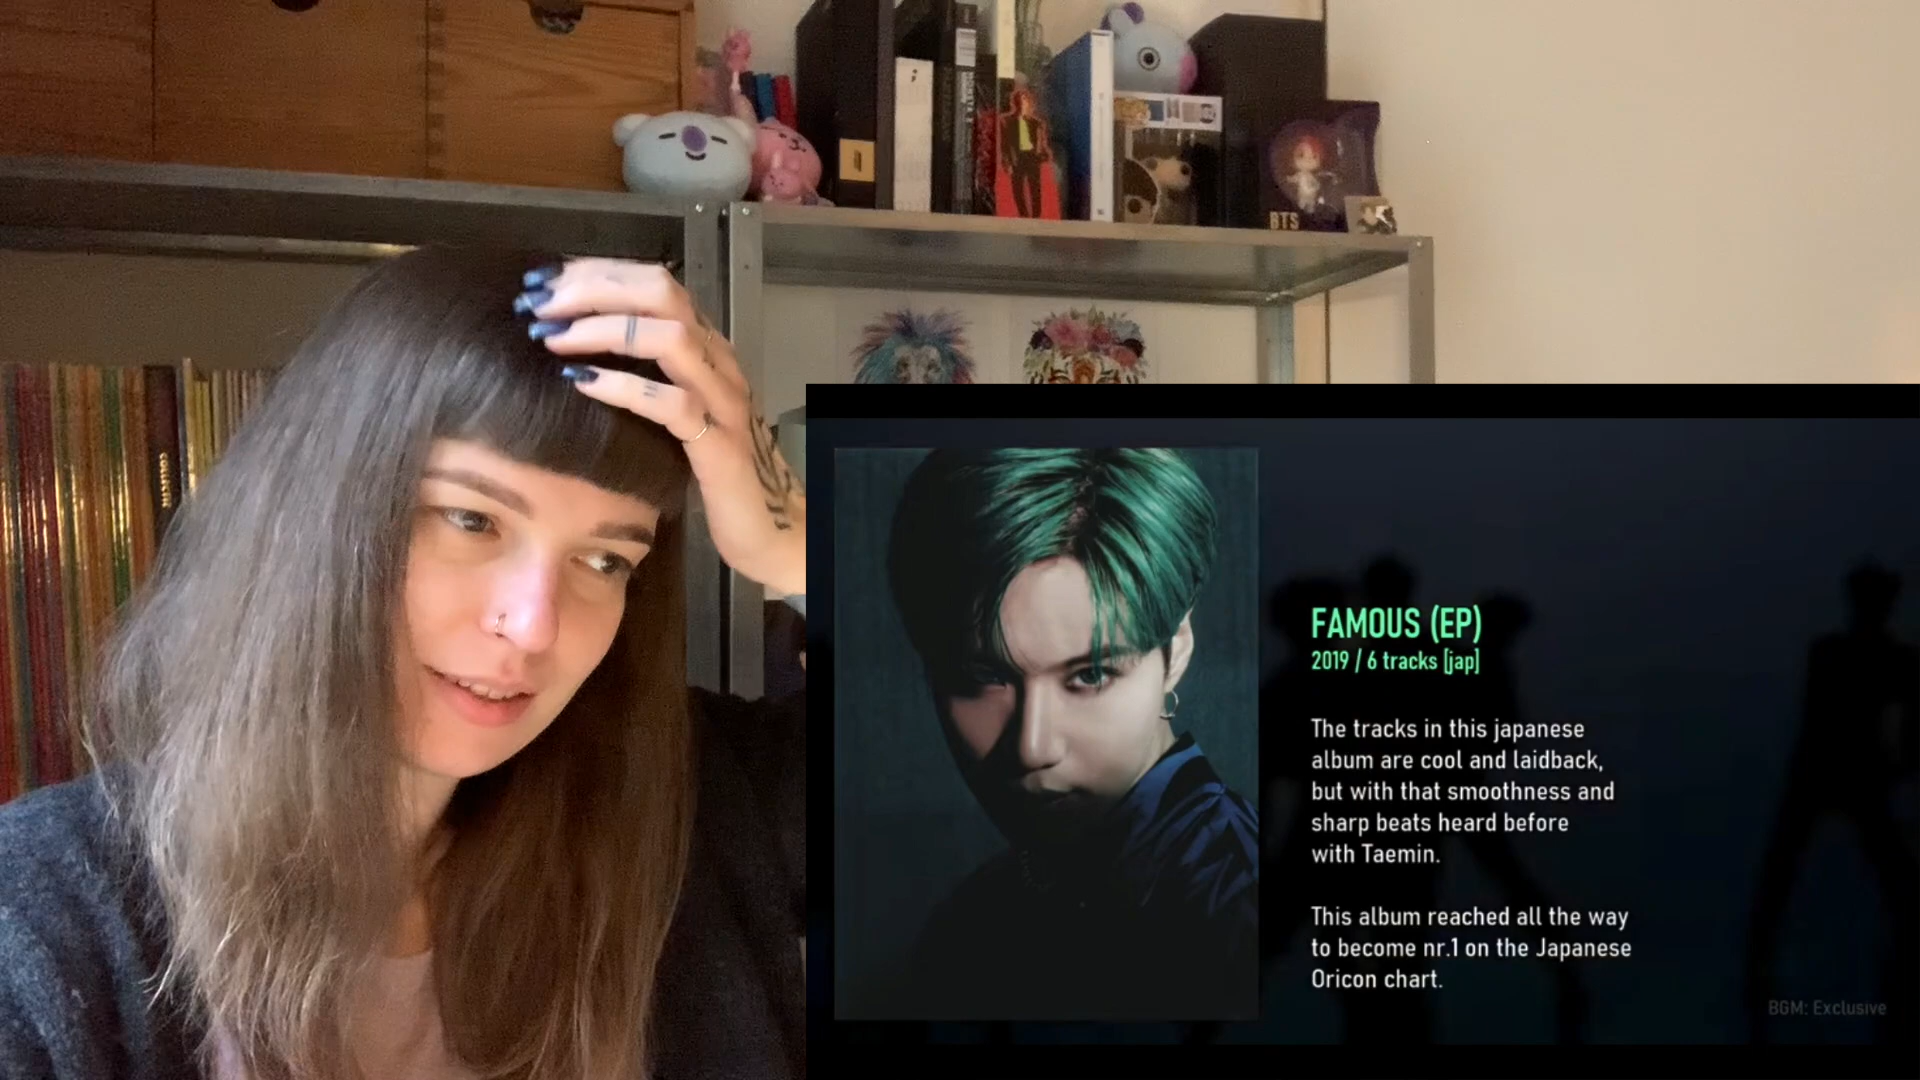 BTS
FAMOUS (EP)
2019 / 6 tracks [jap]
The tracks in this japanese
album are cool and laidback,
but with that smoothness and
sharp beats heard before
with Taemin.
This album reached all the way
to become nr.1 on the Japanese
Oricon chart.
BGM: Exclusive